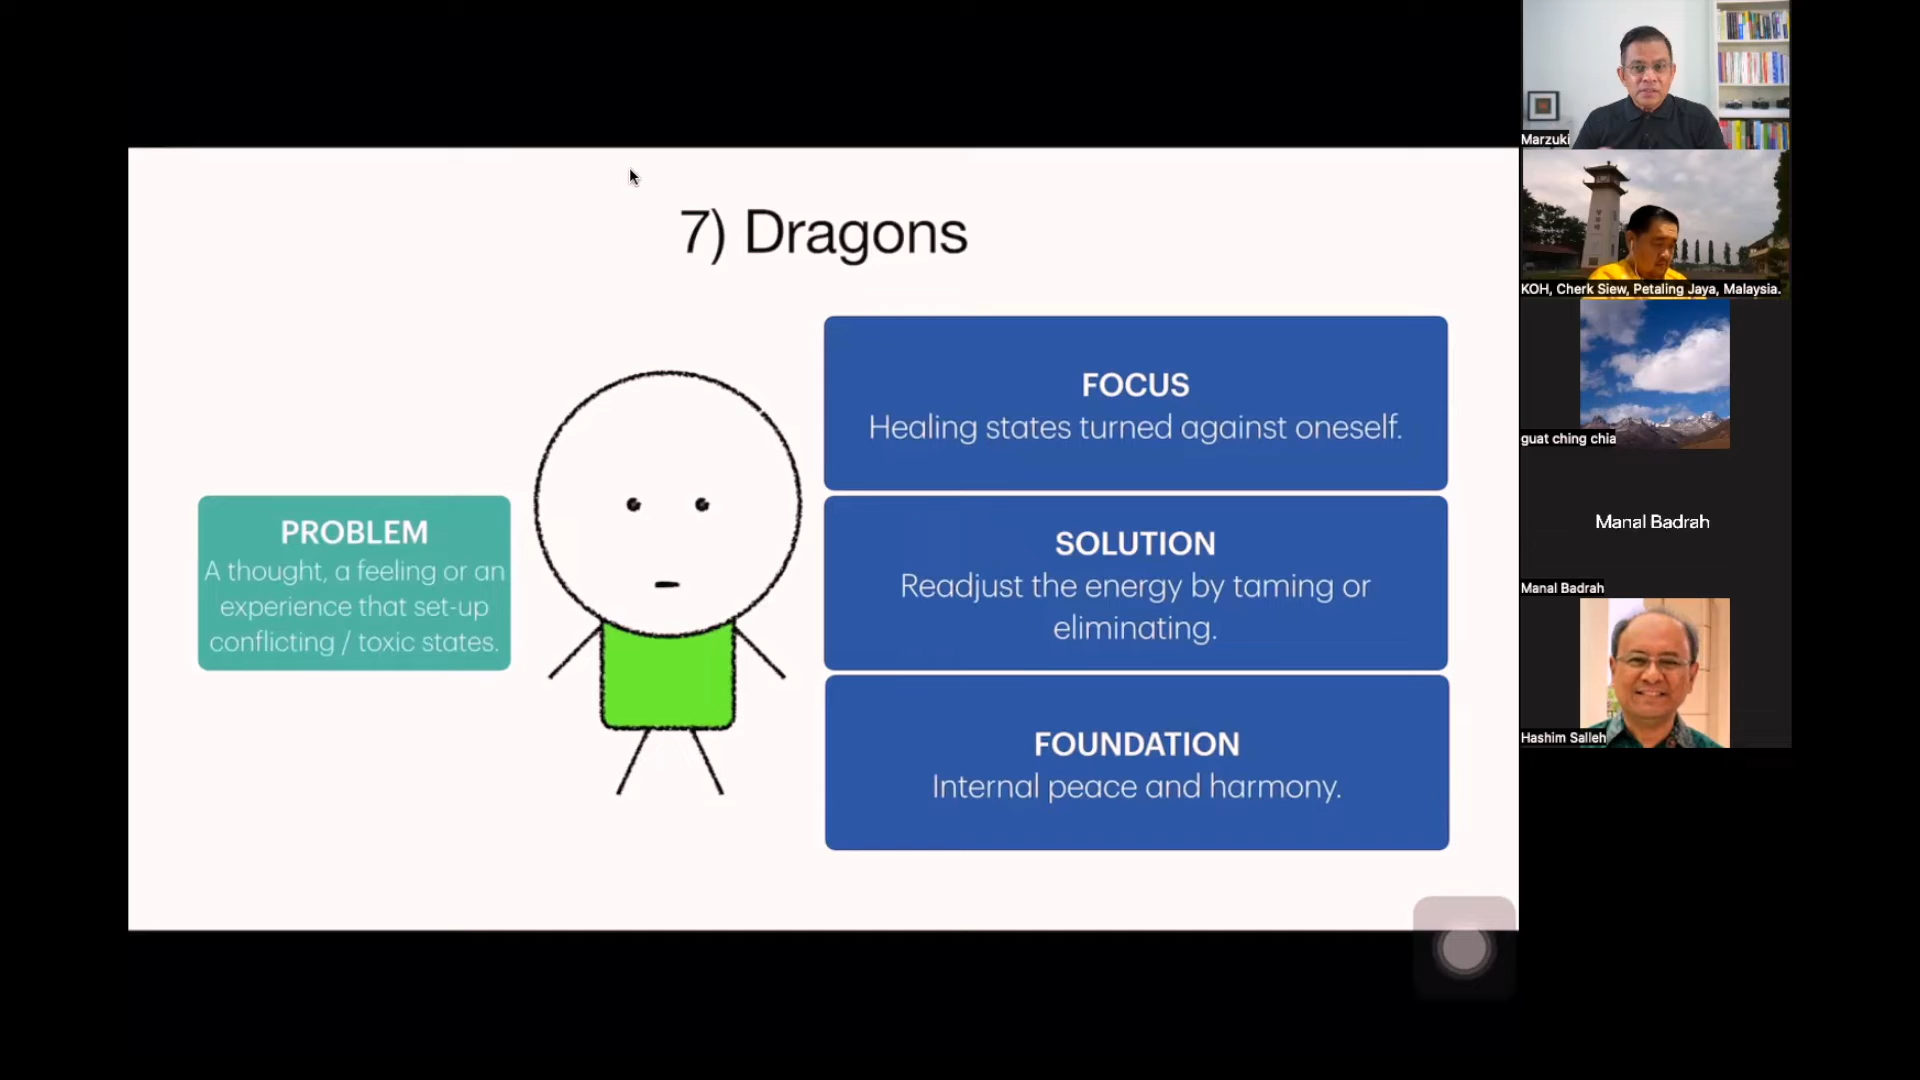 7) Dragons
PROBLEM
A thought, a feeling or an
experience that set-up
conflicting / toxic states.
FOCUS
Healing states turned against oneself.
SOLUTION
Readjust the energy by taming or
eliminating.
FOUNDATION
Internal peace and harmony.
Marzuki
KOH, Cherk Siew, Petaling Jaya, Malaysia.
guat ching chia
Manal Badrah
Manal Badrah
Hashim Salleh